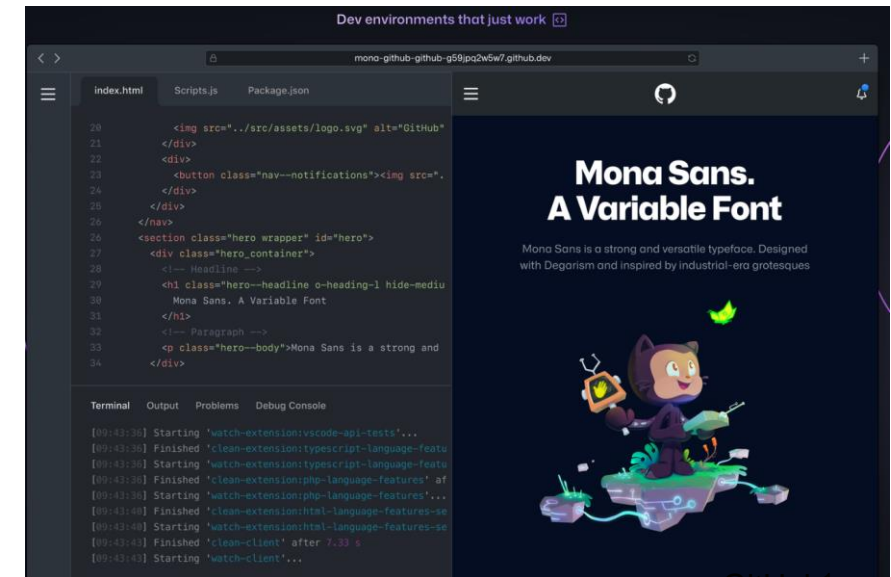 Dev environments that just work
mona-github-github-g59jpq2w5w7.github.dev
index.html Scripts.js Package.json
20 <img src="../src/assets/logo.svg" alt="GitHub"
21 </div>
22 <div>
23 <button class="nav--notifications"><img src=".
24 </div>
25 </div>
26 </nav>
26 <section class="hero wrapper" id="hero">
27 <div class="hero_container">
28 <!-- Headline -->
29 <h1 class="hero--headline o-heading-l hide-mediu
30 Mona Sans. A Variable Font
31 </h1>
32 <!-- Paragraph -->
33 <p class="hero--body">Mona Sans is a strong and
34 </div>
Terminal Output Problems Debug Console
[09:43:36] Starting 'watch-extension:vscode-api-tests'...
[09:43:36] Finished 'clean-extension:typescript-language-featu
[09:43:36] Starting 'watch-extension:typescript-language-featu
[09:43:36] Finished 'clean-extension:php-language-features' af
[09:43:36] Starting 'watch-extension:php-language-features'...
[09:43:40] Finished 'clean-extension:html-language-features-se
[09:43:40] Starting 'watch-extension:html-language-features-se
[09:43:43] Finished 'clean-client' after 7.33 s
[09:43:43] Starting 'watch-client'...
Mona Sans.
A Variable Font
Mona Sans is a strong and versatile typeface. Designed
with Degarism and inspired by industrial-era grotesques